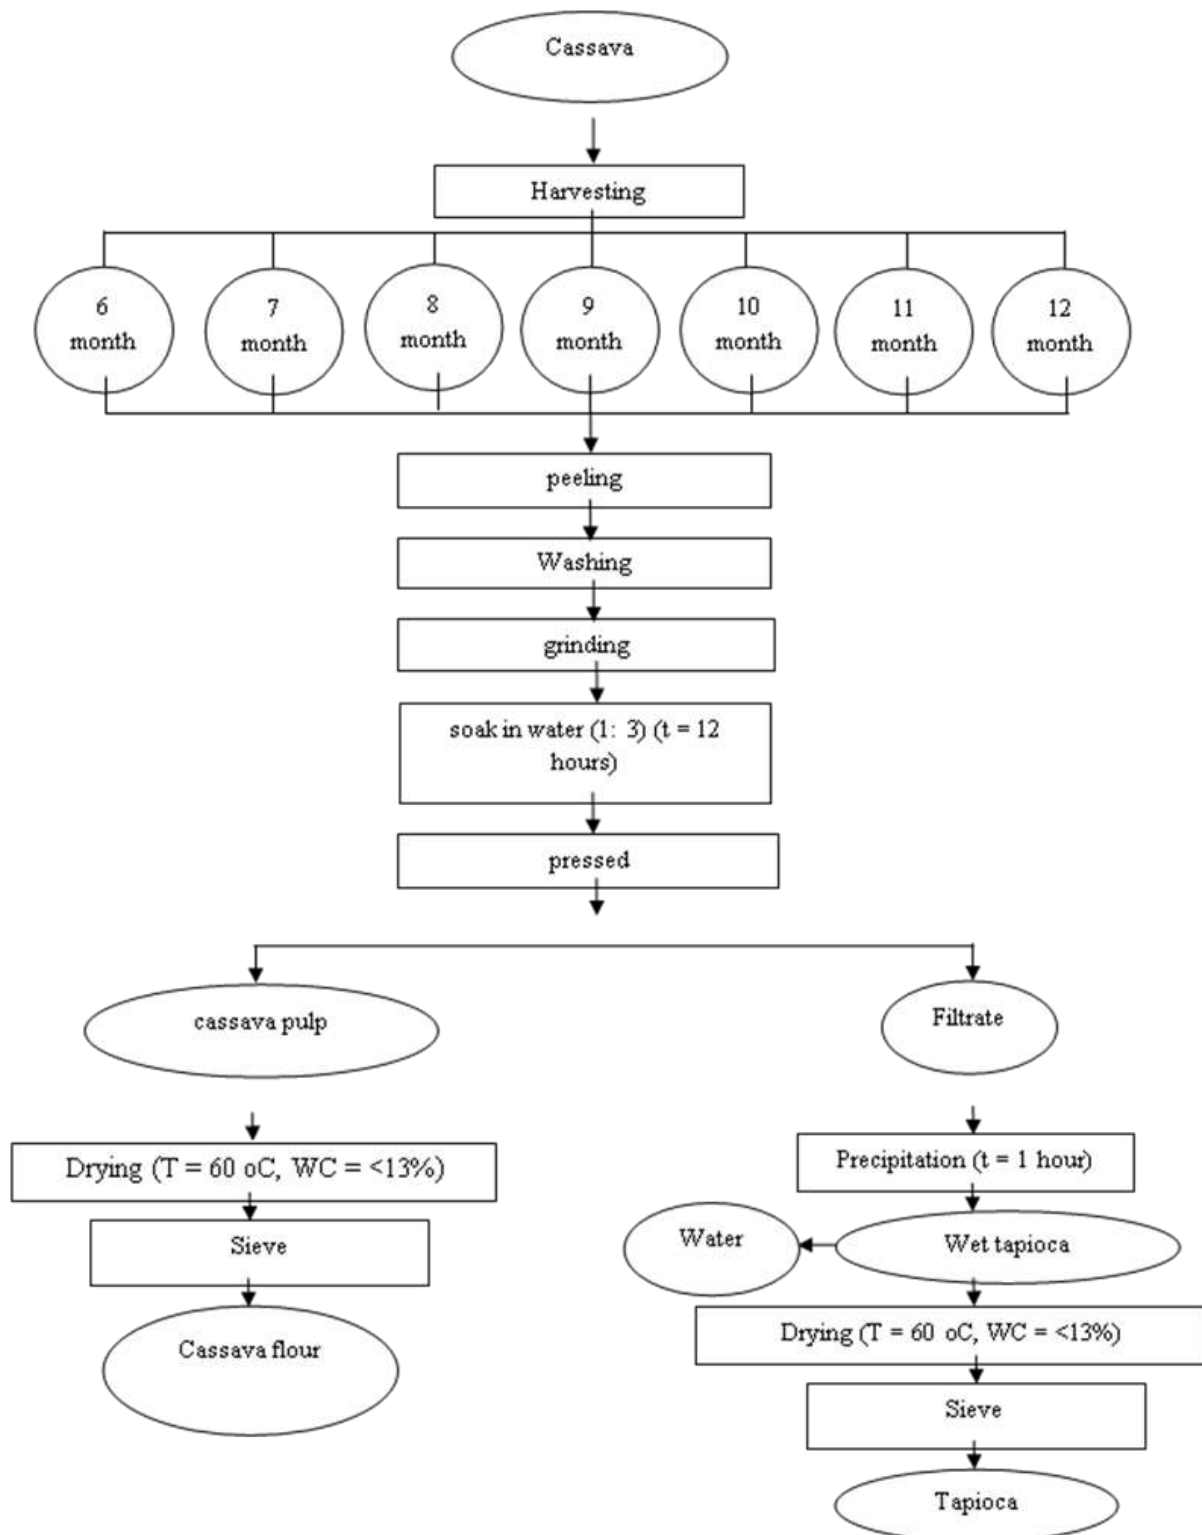 Cassava
Harvesting
6
month
7
month
8
month
9
month
10
month
11
month
12
month
peeling
Washing
grinding
soak in water (1: 3) (t = 12
hours)
pressed
cassava pulp
Drying (T = 60 oC, WC = <13%)
Sieve
Cassava flour
Filtrate
Precipitation (t = 1 hour)
Water
Wet tapioca
Drying (T = 60 oC, WC = <13%)
Sieve
Tapioca